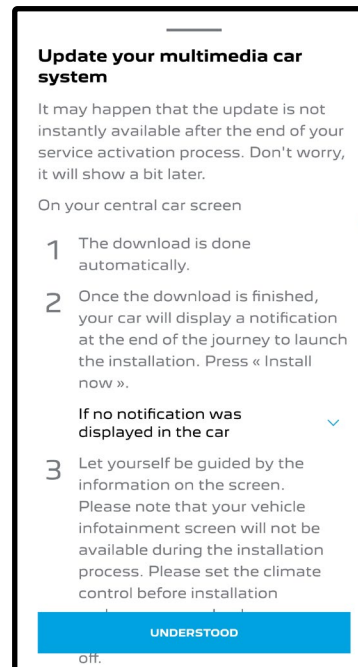 Update your multimedia car
system
It may happen that the update is not
instantly available after the end of your
service activation process. Don't worry,
it will show a bit later.
On your central car screen
1 The download is done
automatically.
2 Once the download is finished,
your car will display a notification
at the end of the journey to launch
the installation. Press « Install
now ».
If no notification was
displayed in the car
3 Let yourself be guided by the
information on the screen.
Please note that your vehicle
infotainment screen will not be
available during the installation
process. Please set the climate
control before installation
UNDERSTOOD
off.